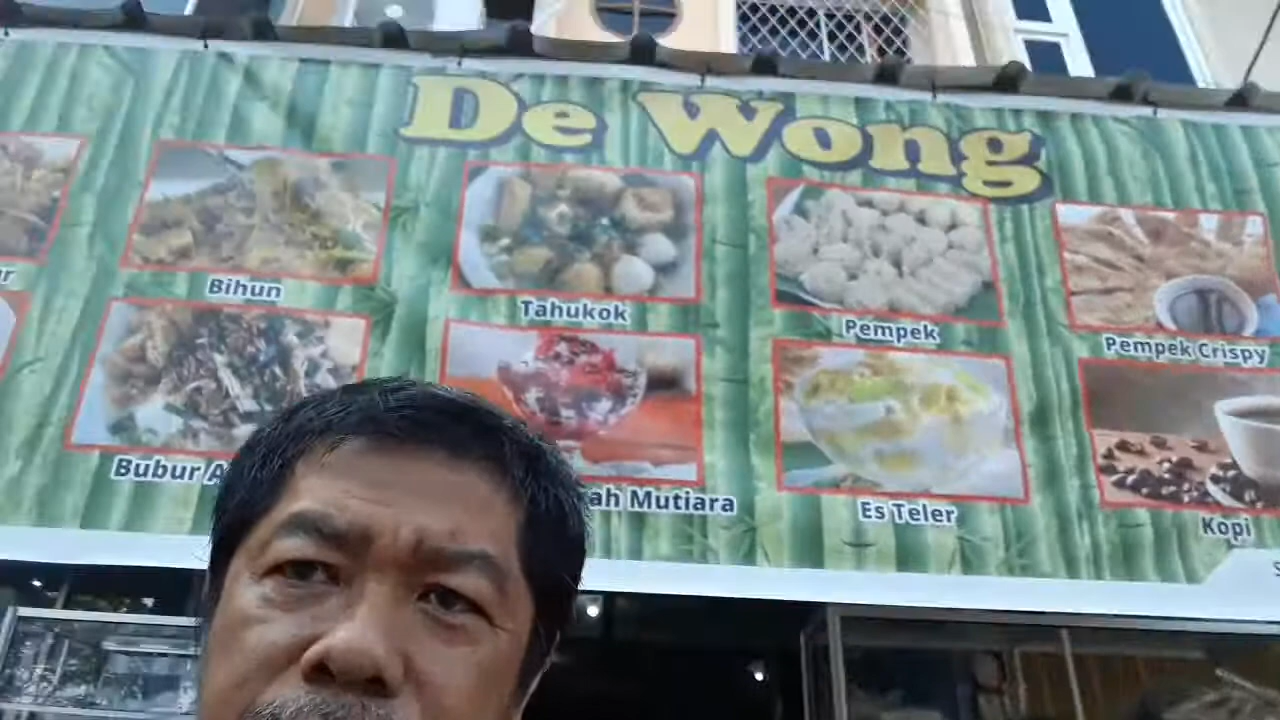 De Wong
Bihun
Tahukok
Pempek
Pempek Crispy
Bubur A
ah Mutiara
Es Teler
Kopi